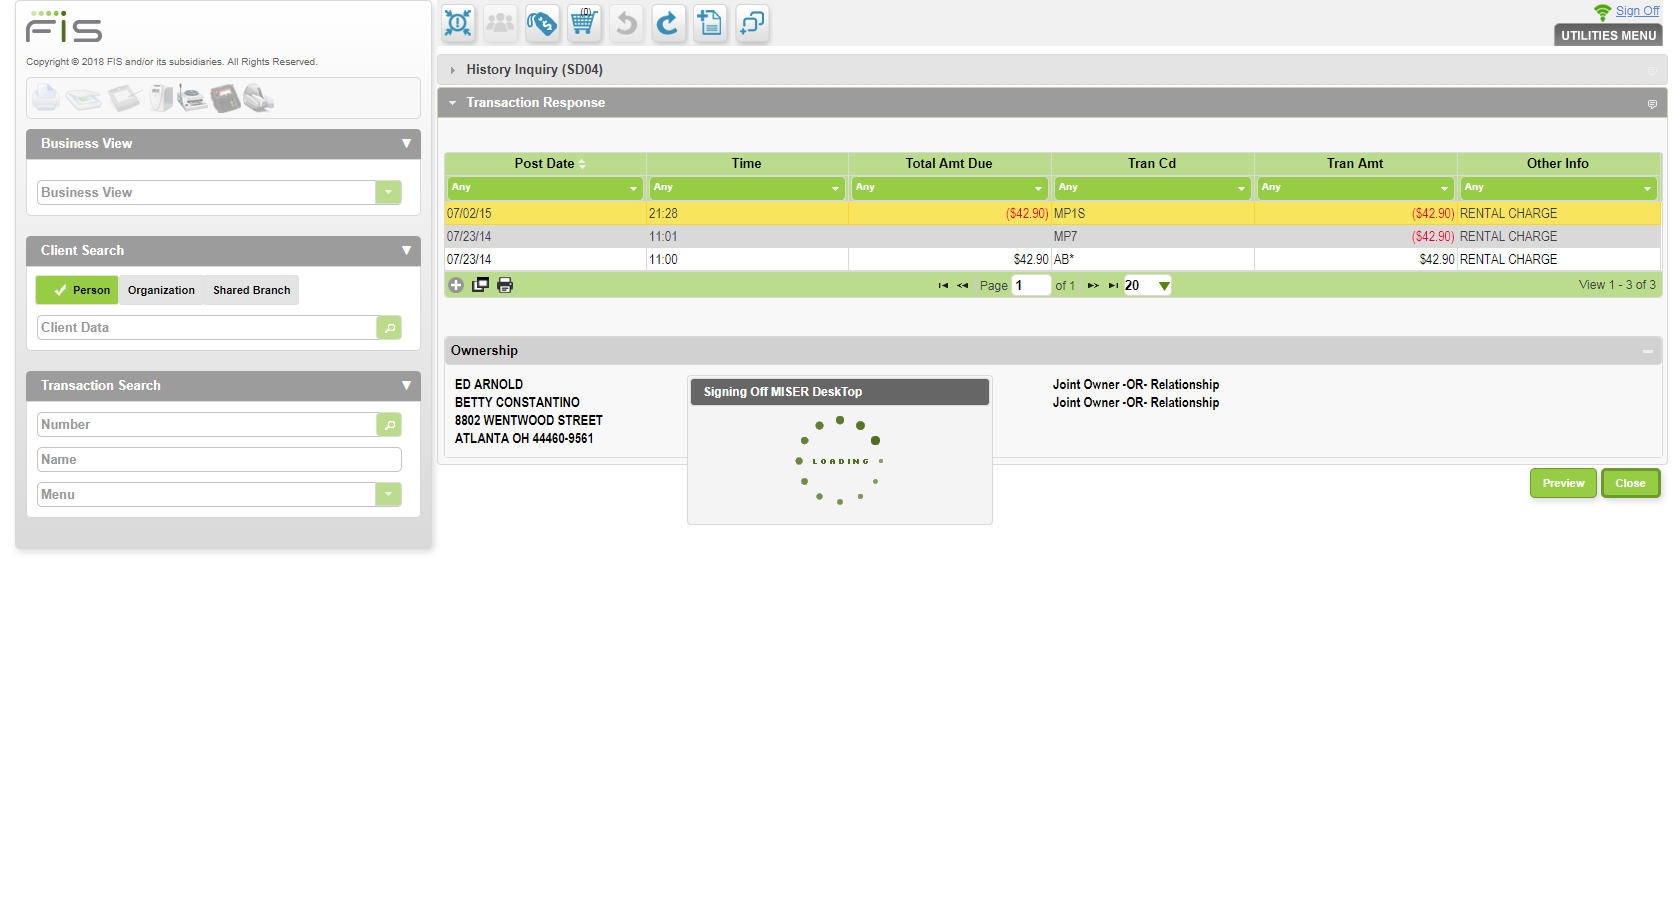 FIS
Copyright © 2018 FIS and/or its subsidiaries. All Rights Reserved.
Business View
Business View
Client Search
Person Organization Shared Branch
Client Data
Transaction Search
Number
Name
Menu
(0)
Sign Off
UTILITIES MENU
History Inquiry (SD04)
Transaction Response
Post Date Time Total Amt Due Tran Cd Tran Amt Other Info
Any Any Any Any Any Any
07/02/15 21:28 ($42.90) MP1S ($42.90) RENTAL CHARGE
07/23/14 11:01 MP7 ($42.90) RENTAL CHARGE
07/23/14 11:00 $42.90 AB* $42.90 RENTAL CHARGE
Page 1 of 1 20 View 1 - 3 of 3
Ownership
ED ARNOLD Joint Owner -OR- Relationship
BETTY CONSTANTINO Joint Owner -OR- Relationship
8802 WENTWOOD STREET
ATLANTA OH 44460-9561
Signing Off MISER DeskTop
LOADING
Preview Close